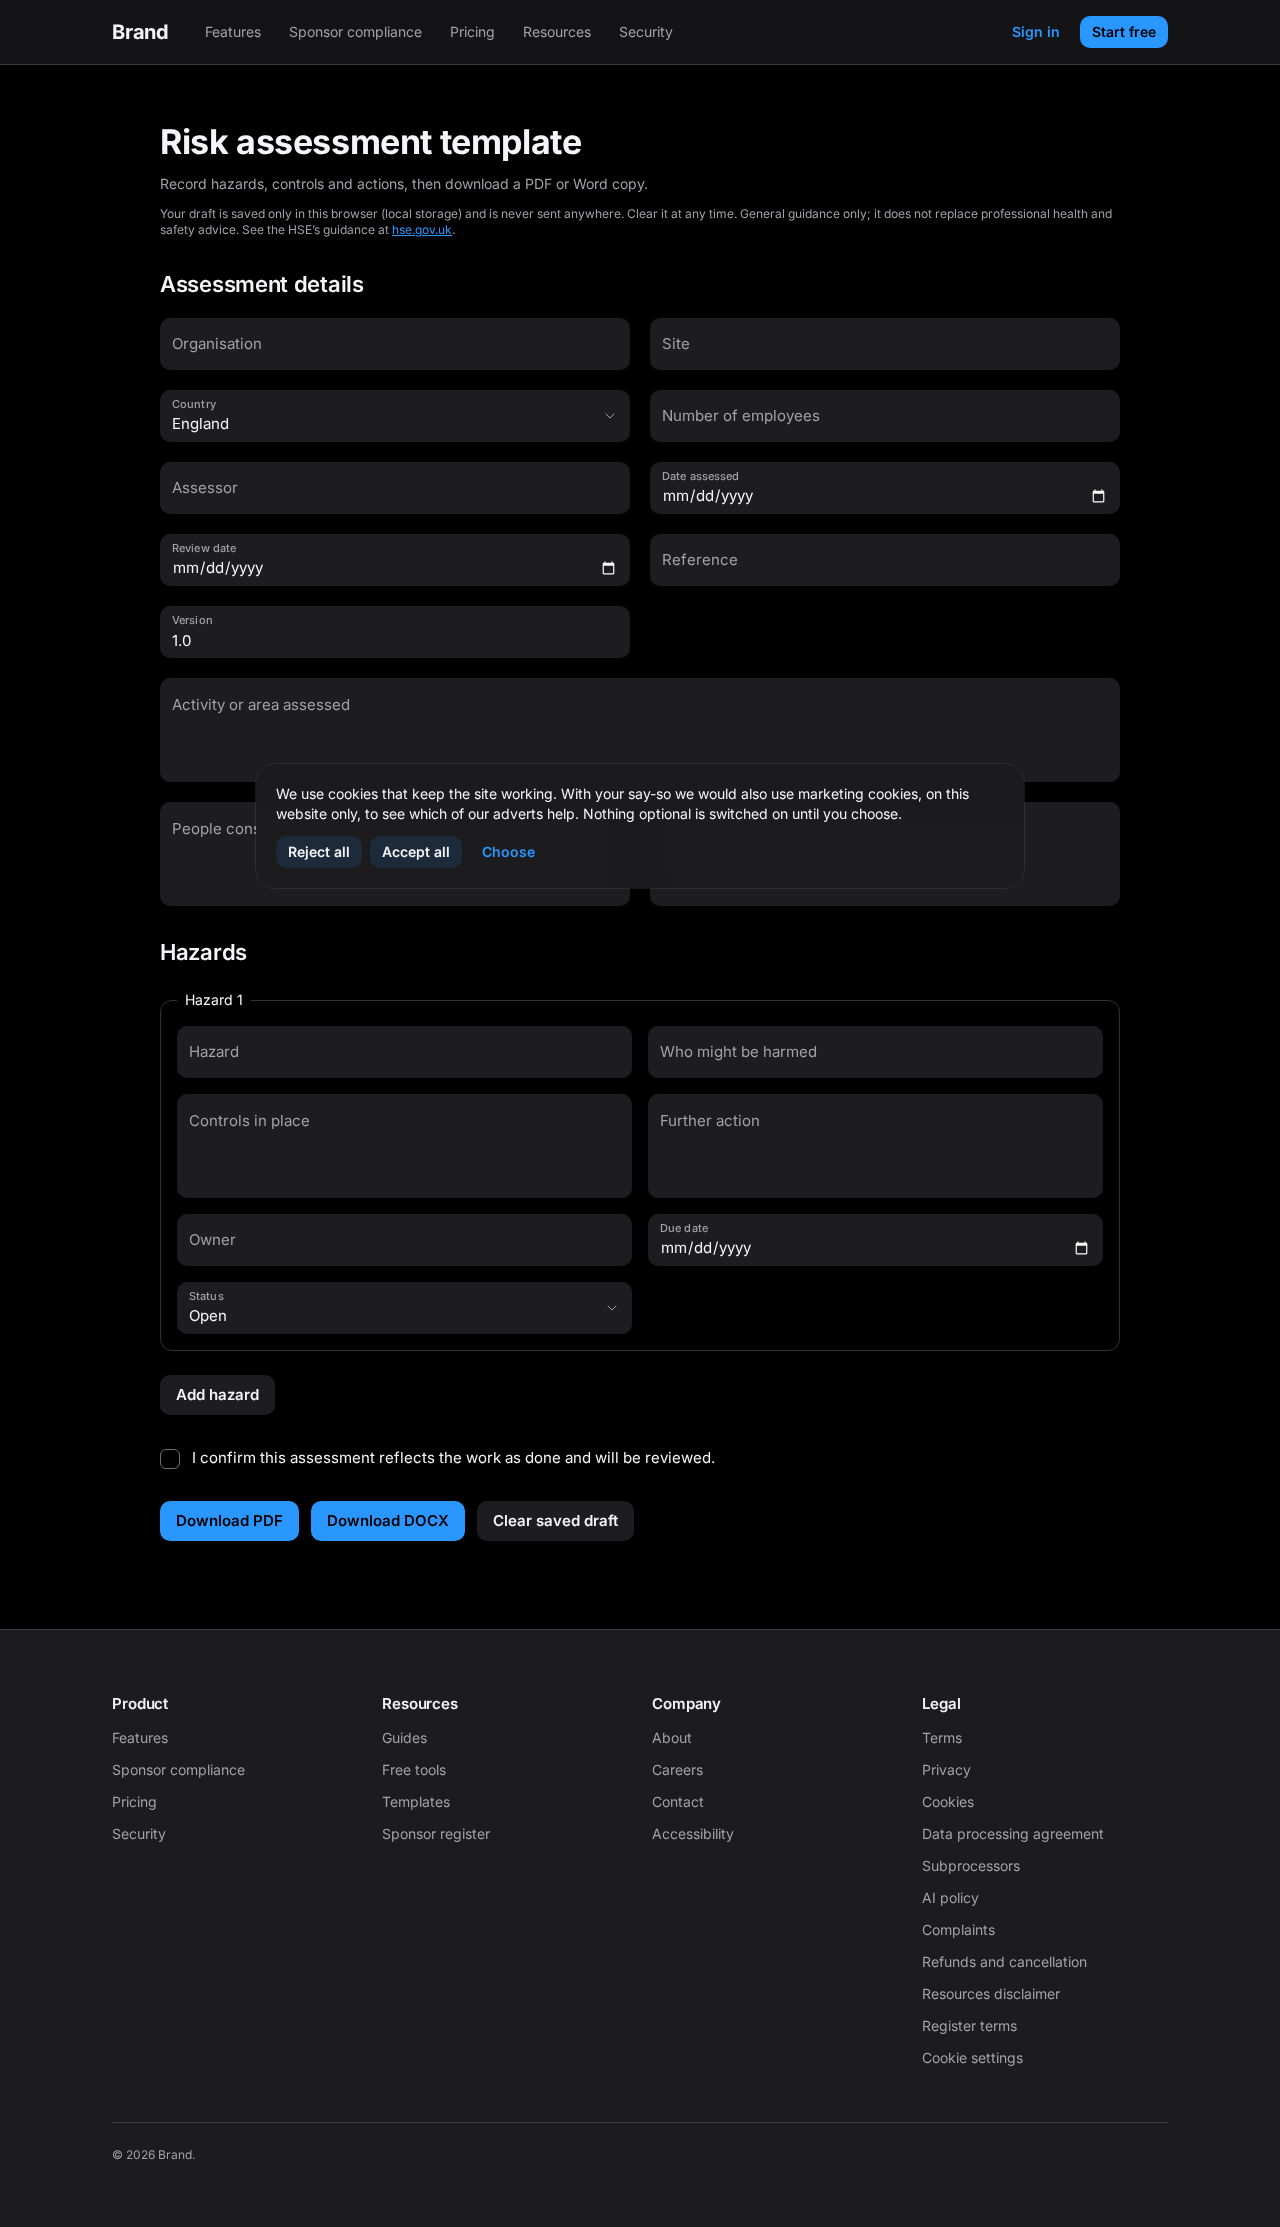 Brand
Features
Sponsor compliance
Pricing
Resources
Security
Sign in
Start free
Risk assessment template
Record hazards, controls and actions, then download a PDF or Word copy.
Your draft is saved only in this browser (local storage) and is never sent anywhere. Clear it at any time. General guidance only; it does not replace professional health and
safety advice. See the HSE’s guidance at hse.gov.uk.
Assessment details
Organisation
Site
Country
England
Number of employees
Assessor
Date assessed
mm/dd/yyyy
Review date
mm/dd/yyyy
Reference
Version
1.0
Activity or area assessed
People
We use cookies that keep the site working. With your say-so we would also use marketing cookies, on this
website only, to see which of our adverts help. Nothing optional is switched on until you choose.
Reject all
Accept all
Choose
Hazards
Hazard 1
Hazard
Who might be harmed
Controls in place
Further action
Owner
Due date
mm/dd/yyyy
Status
Open
Add hazard
I confirm this assessment reflects the work as done and will be reviewed.
Download PDF
Download DOCX
Clear saved draft
Product
Features
Sponsor compliance
Pricing
Security
Resources
Guides
Free tools
Templates
Sponsor register
Company
About
Careers
Contact
Accessibility
Legal
Terms
Privacy
Cookies
Data processing agreement
Subprocessors
AI policy
Complaints
Refunds and cancellation
Resources disclaimer
Register terms
Cookie settings
© 2026 Brand.